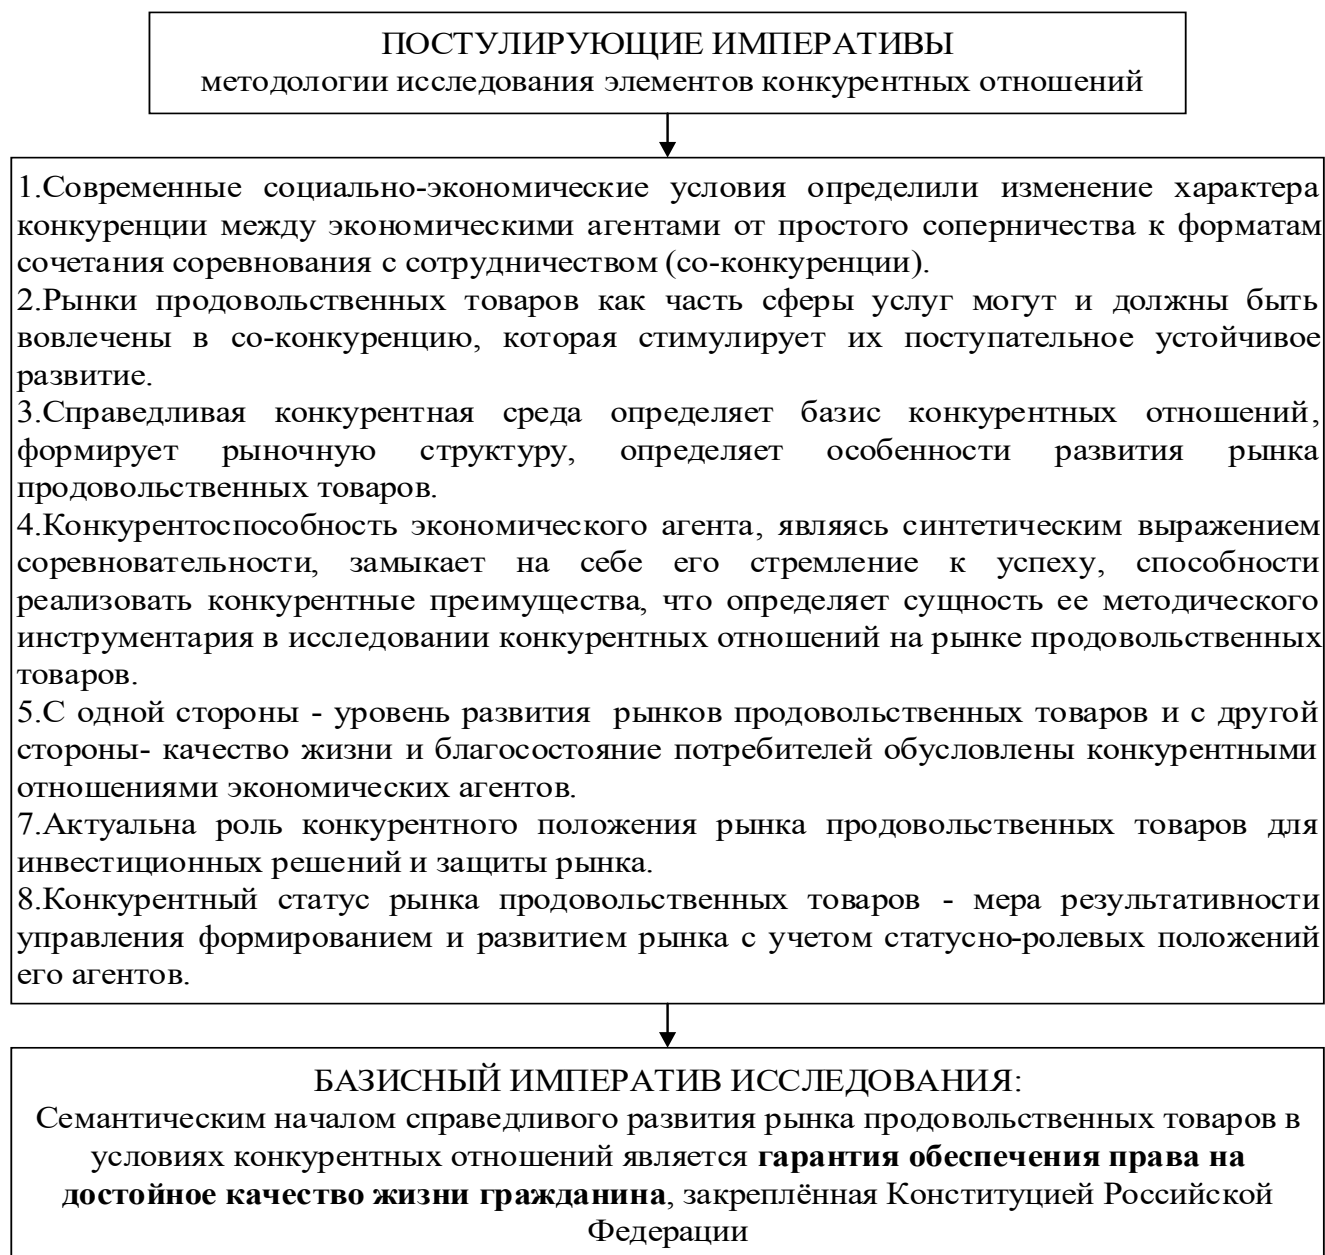 ПОСТУЛИРУЮЩИЕ ИМПЕРАТИВЫ
методологии исследования элементов конкурентных отношений
1.Современные социально-экономические условия определили изменение характера
конкуренции между экономическими агентами от простого соперничества к форматам
сочетания соревнования с сотрудничеством (со-конкуренции).
2.Рынки продовольственных товаров как часть сферы услуг могут и должны быть
вовлечены в со-конкуренцию, которая стимулирует их поступательное устойчивое
развитие.
3.Справедливая конкурентная среда определяет базис конкурентных отношений,
формирует рыночную структуру, определяет особенности развития рынка
продовольственных товаров.
4.Конкурентоспособность экономического агента, являясь синтетическим выражением
соревновательности, замыкает на себе его стремление к успеху, способности
реализовать конкурентные преимущества, что определяет сущность ее методического
инструментария в исследовании конкурентных отношений на рынке продовольственных
товаров.
5.С одной стороны - уровень развития рынков продовольственных товаров и с другой
стороны- качество жизни и благосостояние потребителей обусловлены конкурентными
отношениями экономических агентов.
7.Актуальна роль конкурентного положения рынка продовольственных товаров для
инвестиционных решений и защиты рынка.
8.Конкурентный статус рынка продовольственных товаров - мера результативности
управления формированием и развитием рынка с учетом статусно-ролевых положений
его агентов.
БАЗИСНЫЙ ИМПЕРАТИВ ИССЛЕДОВАНИЯ:
Семантическим началом справедливого развития рынка продовольственных товаров в
условиях конкурентных отношений является гарантия обеспечения права на
достойное качество жизни гражданина, закреплённая Конституцией Российской
Федерации